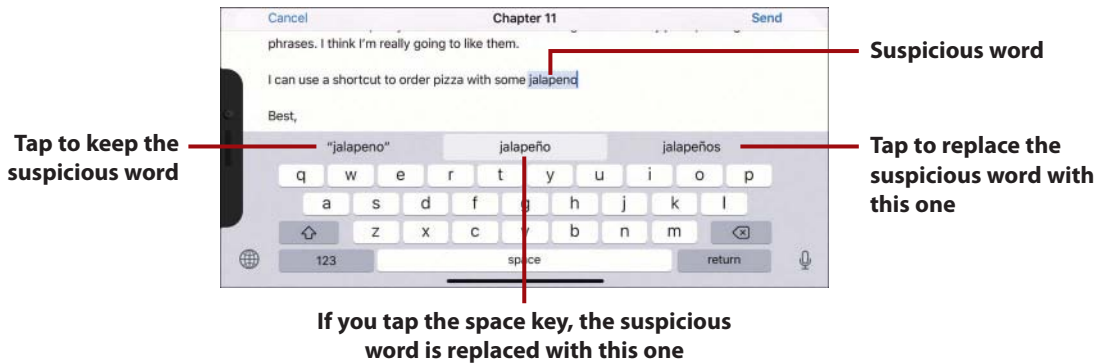 Cancel Chapter 11 Send
phrases. I think I'm really going to like them.
I can use a shortcut to order pizza with some jalapeno
Suspicious word
Best,
Tap to keep the
suspicious word
"jalapeno" jalapeño jalapeños
Tap to replace the
suspicious word with
this one
q w e r t y u i o p
a s d f g h j k l
z x c v b n m
123 space return
If you tap the space key, the suspicious
word is replaced with this one